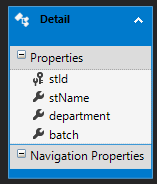 Detail
Properties
stId
stName
department
batch
Navigation Properties